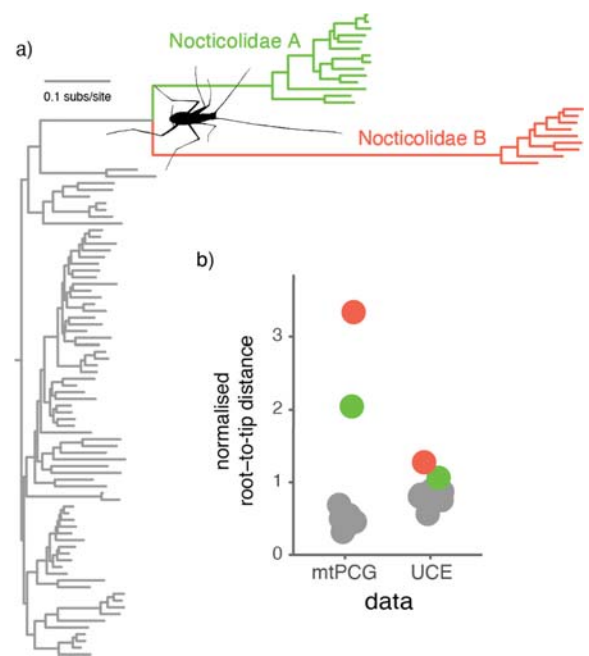 a)
Nocticolidae A
0.1 subs/site
Nocticolidae B
b)
normalised
root−to−tip distance
3
2
1
0
mtPCG
UCE
data